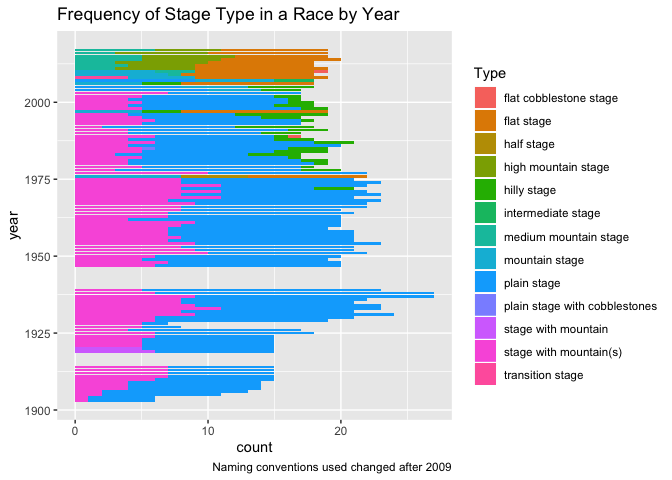 Frequency of Stage Type in a Race by Year
year
2000
1975
1950
1925
1900
0
10
20
count
Type
flat cobblestone stage
flat stage
half stage
high mountain stage
hilly stage
intermediate stage
medium mountain stage
mountain stage
plain stage
plain stage with cobblestones
stage with mountain
stage with mountain(s)
transition stage
Naming conventions used changed after 2009